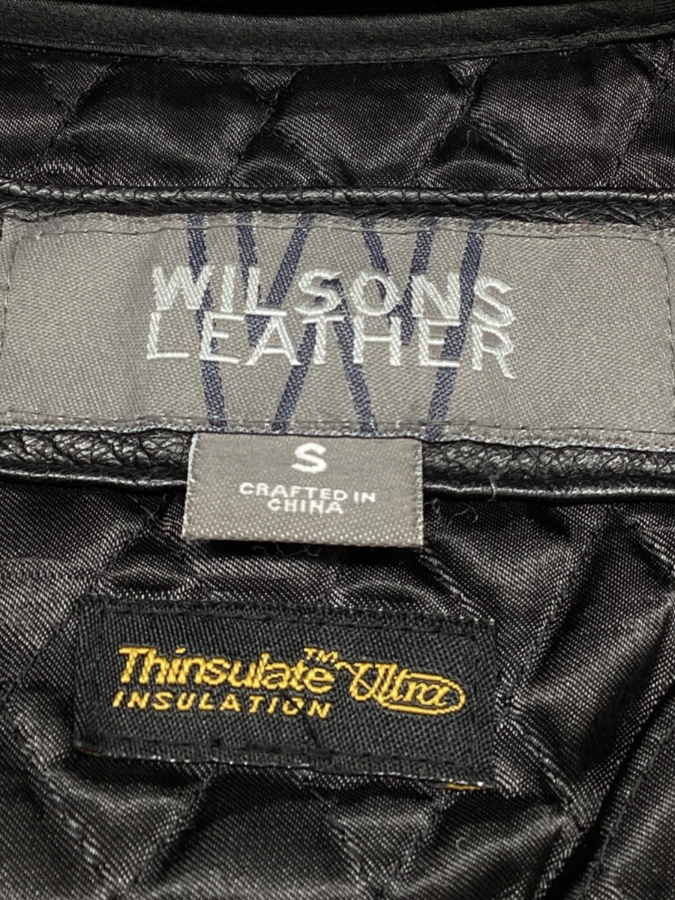 WILSONS
LEATHER
S
CRAFTED IN
CHINA
Thinsulate™ Ultra
INSULATION